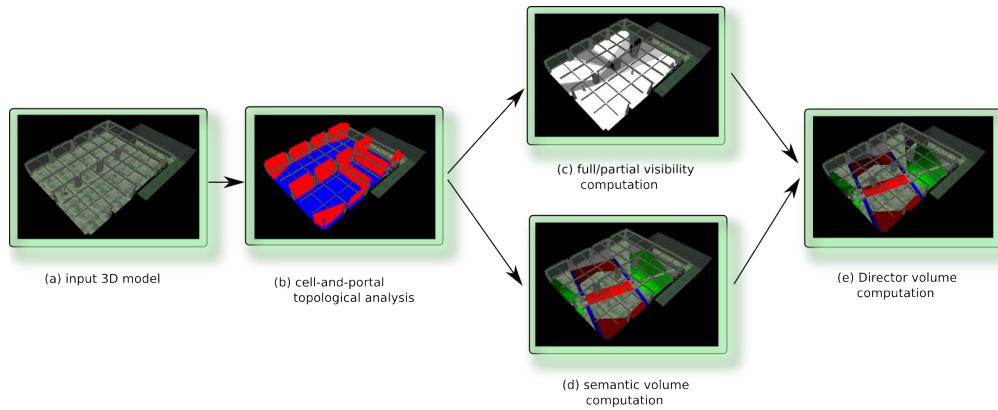 (a) input 3D model
(b) cell-and-portal
topological analysis
(c) full/partial visibility
computation
(d) semantic volume
computation
(e) Director volume
computation